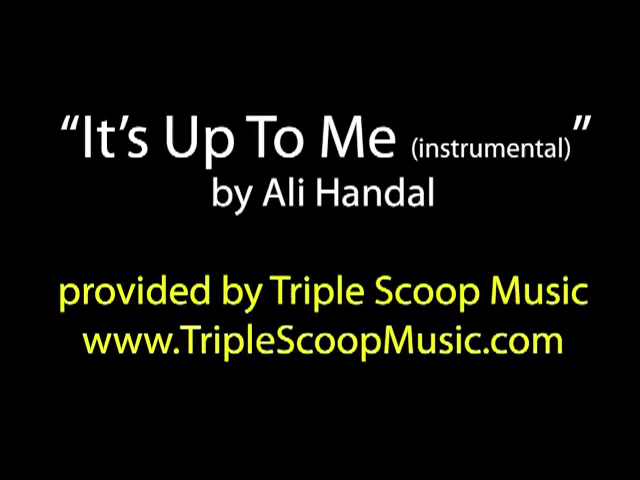 “It’s Up To Me (instrumental)”
by Ali Handal
provided by Triple Scoop Music
www.TripleScoopMusic.com